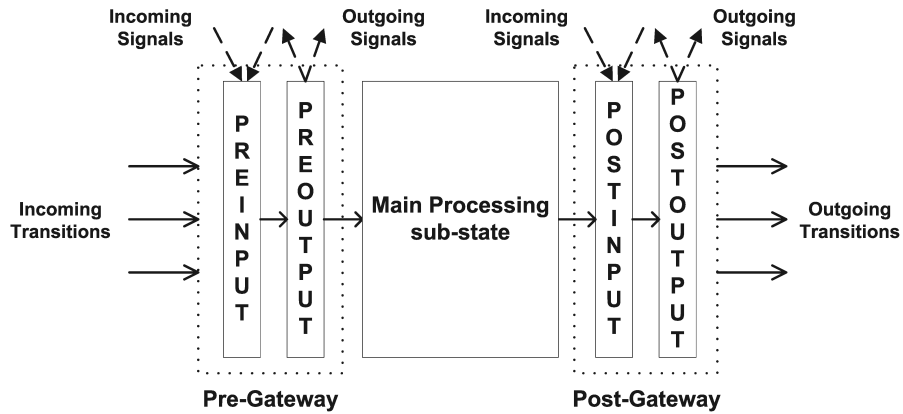 Incoming
Signals
Outgoing
Signals
Incoming
Signals
Outgoing
Signals
Incoming
Transitions
PREINPUT
PREOUTPUT
Main Processing
sub-state
POSTINPUT
POSTOUTPUT
Outgoing
Transitions
Pre-Gateway
Post-Gateway